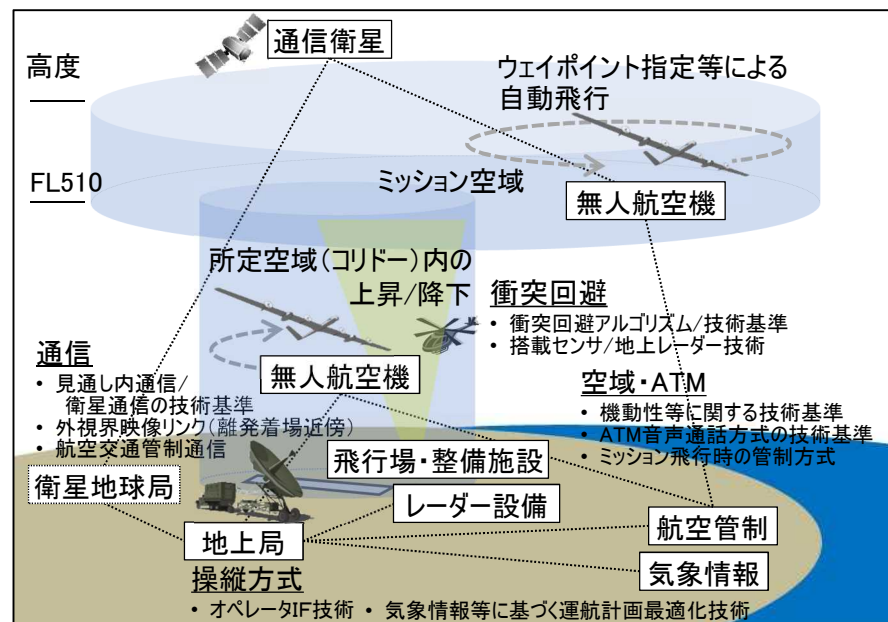 通信衛星
高度
ウェイポイント指定等による
自動飛行
FL510
ミッション空域
無人航空機
所定空域(コリドー)内の
上昇/降下
衝突回避
• 衝突回避アルゴリズム/技術基準
• 搭載センサ/地上レーダー技術
通信
• 見通し内通信/
衛星通信の技術基準
• 外視界映像リンク(離発着場近傍)
• 航空交通管制通信
無人航空機
空域・ATM
• 機動性等に関する技術基準
• ATM音声通話方式の技術基準
• ミッション飛行時の管制方式
飛行場・整備施設
衛星地球局
レーダー設備
地上局
航空管制
気象情報
操縦方式
• オペレータIF技術 • 気象情報等に基づく運航計画最適化技術